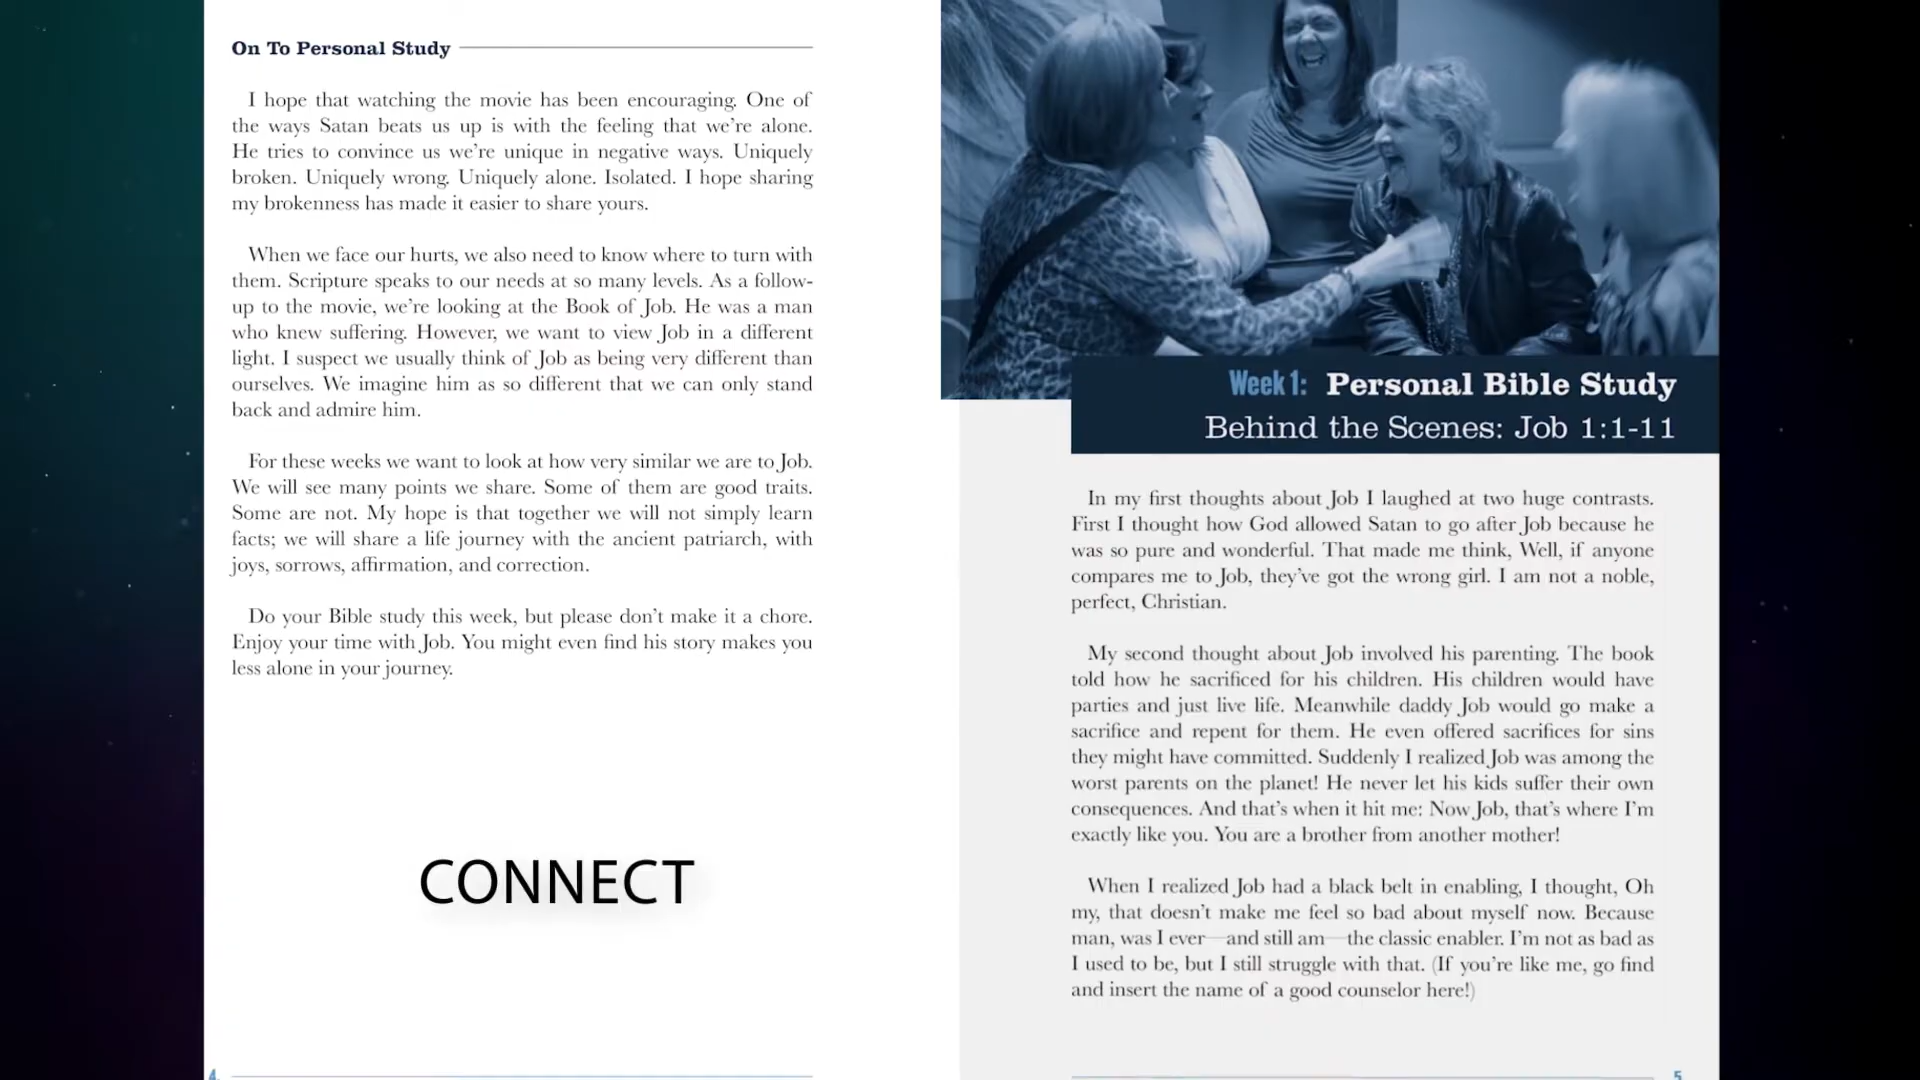 On To Personal Study
I hope that watching the movie has been encouraging. One of
the ways Satan beats us up is with the feeling that we're alone.
He tries to convince us we're unique in negative ways. Uniquely
broken. Uniquely wrong. Uniquely alone. Isolated. I hope sharing
my brokenness has made it easier to share yours.
When we face our hurts, we also need to know where to turn with
them. Scripture speaks to our needs at so many levels. As a follow-
up to the movie, we're looking at the Book of Job. He was a man
who knew suffering. However, we want to view Job in a different
light. I suspect we usually think of Job as being very different than
ourselves. We imagine him as so different that we can only stand
back and admire him.
For these weeks we want to look at how very similar we are to Job.
We will see many points we share. Some of them are good traits.
Some are not. My hope is that together we will not simply learn
facts; we will share a life journey with the ancient patriarch, with
joys, sorrows, affirmation, and correction.
Do your Bible study this week, but please don't make it a chore.
Enjoy your time with Job. You might even find his story makes you
less alone in your journey.
CONNECT
4
Week 1: Personal Bible Study
Behind the Scenes: Job 1:1-11
In my first thoughts about Job I laughed at two huge contrasts.
First I thought how God allowed Satan to go after Job because he
was so pure and wonderful. That made me think, Well, if anyone
compares me to Job, they've got the wrong girl. I am not a noble,
perfect, Christian.
My second thought about Job involved his parenting. The book
told how he sacrificed for his children. His children would have
parties and just live life. Meanwhile daddy Job would go make a
sacrifice and repent for them. He even offered sacrifices for sins
they might have committed. Suddenly I realized Job was among the
worst parents on the planet! He never let his kids suffer their own
consequences. And that's when it hit me: Now Job, that's where I'm
exactly like you. You are a brother from another mother!
When I realized Job had a black belt in enabling, I thought, Oh
my, that doesn't make me feel so bad about myself now. Because
man, was I ever—and still am—the classic enabler. I'm not as bad as
I used to be, but I still struggle with that. (If you're like me, go find
and insert the name of a good counselor here!)
5